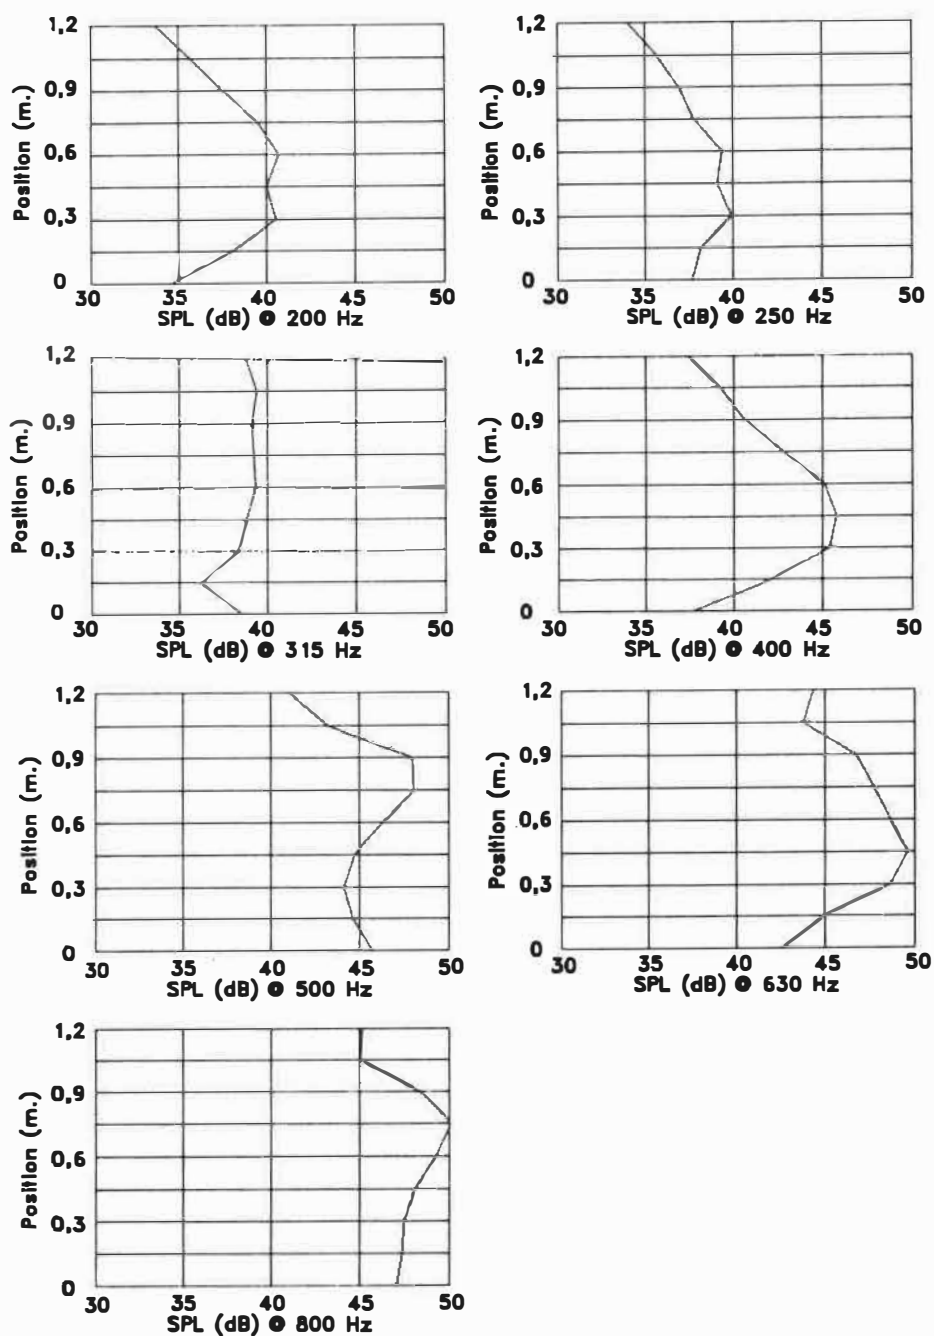 1,2
0,9
0,6
0,3
0
Position (m.)
30 35 40 45 50
SPL (dB) @ 200 Hz
1,2
0,9
0,6
0,3
0
Position (m.)
30 35 40 45 50
SPL (dB) @ 250 Hz
1,2
0,9
0,6
0,3
0
Position (m.)
30 35 40 45 50
SPL (dB) @ 315 Hz
1,2
0,9
0,6
0,3
0
Position (m.)
30 35 40 45 50
SPL (dB) @ 400 Hz
1,2
0,9
0,6
0,3
0
Position (m.)
30 35 40 45 50
SPL (dB) @ 500 Hz
1,2
0,9
0,6
0,3
0
Position (m.)
30 35 40 45 50
SPL (dB) @ 630 Hz
1,2
0,9
0,6
0,3
0
Position (m.)
30 35 40 45 50
SPL (dB) @ 800 Hz